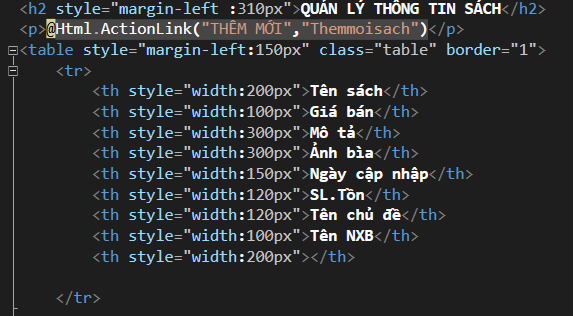 <h2 style="margin-left :310px">QUẢN LÝ THÔNG TIN SÁCH</h2>
<p>@Html.ActionLink("THÊM MỚI","Themmoisach")</p>
<table style="margin-left:150px" class="table" border="1">
<tr>
<th style="width:200px">Tên sách</th>
<th style="width:100px">Giá bán</th>
<th style="width:300px">Mô tả</th>
<th style="width:300px">Ảnh bìa</th>
<th style="width:150px">Ngày cập nhập</th>
<th style="width:120px">SL.Tồn</th>
<th style="width:120px">Tên chủ đề</th>
<th style="width:100px">Tên NXB</th>
<th style="width:200px"></th>
</tr>